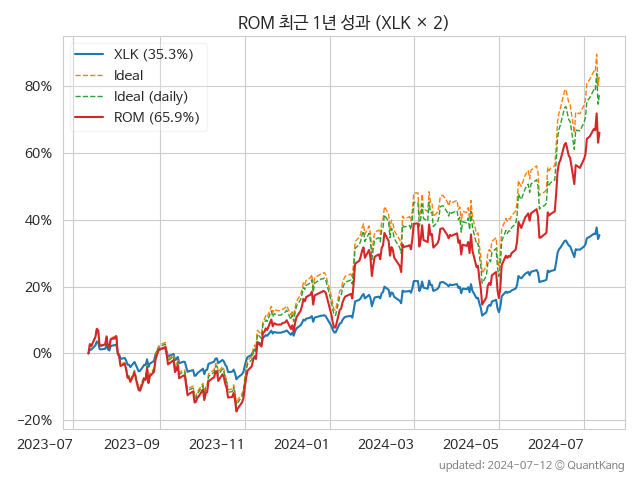 ROM 최근 1년 성과 (XLK × 2)
XLK (35.3%)
Ideal
Ideal (daily)
ROM (65.9%)
80%
60%
40%
20%
0%
−20%
2023-07 2023-09 2023-11 2024-01 2024-03 2024-05 2024-07
updated: 2024-07-12 © QuantKang